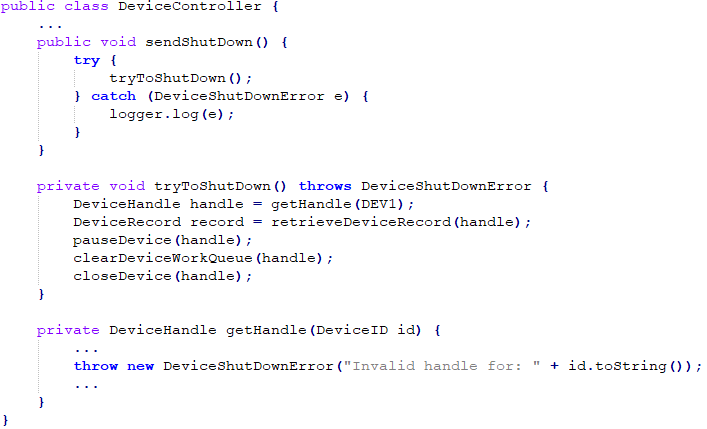 public class DeviceController {
...
public void sendShutDown() {
try {
tryToShutDown();
} catch (DeviceShutDownError e) {
logger.log(e);
}
}
private void tryToShutDown() throws DeviceShutDownError {
DeviceHandle handle = getHandle(DEV1);
DeviceRecord record = retrieveDeviceRecord(handle);
pauseDevice(handle);
clearDeviceWorkQueue(handle);
closeDevice(handle);
}
private DeviceHandle getHandle(DeviceID id) {
...
throw new DeviceShutDownError("Invalid handle for: " + id.toString());
...
}
}